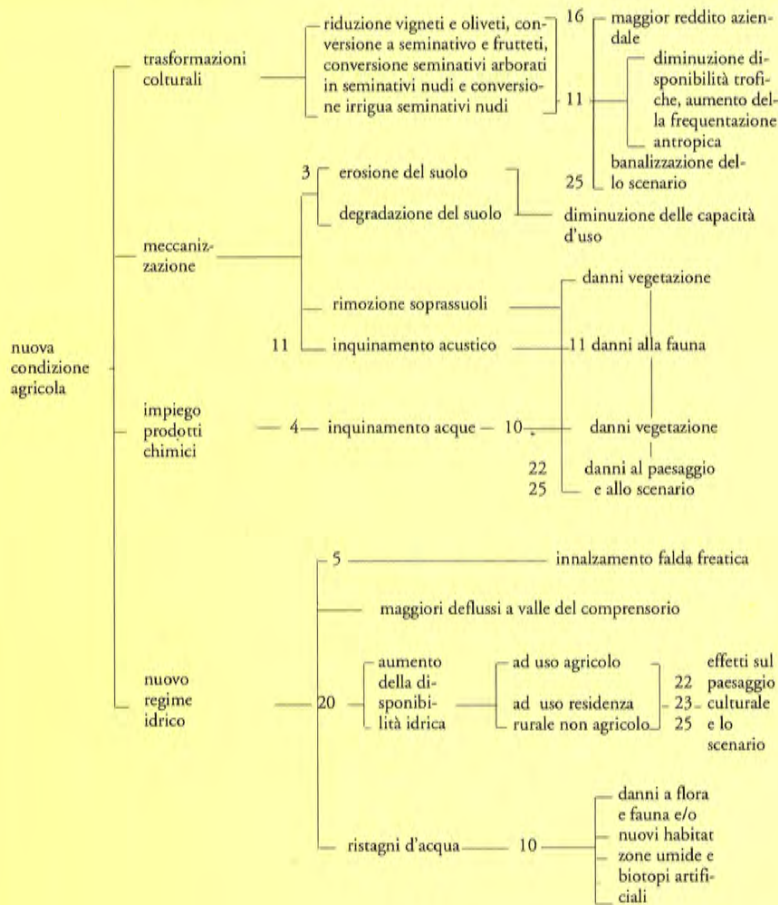 nuova
condizione
agricola
trasformazioni
colturali
riduzione vigneti e oliveti, con-
versione a seminativo e frutteti,
conversione seminativi arborati
in seminativi nudi e conversio-
ne irrigua seminativi nudi
16
11
25
maggior reddito azien-
dale
diminuzione di-
sponibilità trofi-
che, aumento del-
la frequentazione
antropica
banalizzazione del-
lo scenario
meccaniz-
zazione
3
erosione del suolo
degradazione del suolo
diminuzione delle capacità
d'uso
rimozione soprassuoli
danni vegetazione
11
inquinamento acustico
11 danni alla fauna
impiego
prodotti
chimici
4
inquinamento acque
10
danni vegetazione
22
25
danni al paesaggio
e allo scenario
nuovo
regime
idrico
5
innalzamento falda freatica
maggiori deflussi a valle del comprensorio
20
aumento
della di-
sponibi-
lità idrica
ad uso agricolo
ad uso residenza
rurale non agricolo
22
23
25
effetti sul
paesaggio
culturale
e lo
scenario
ristagni d'acqua
10
danni a flora
e fauna e/o
nuovi habitat
zone umide e
biotopi artifi-
ciali